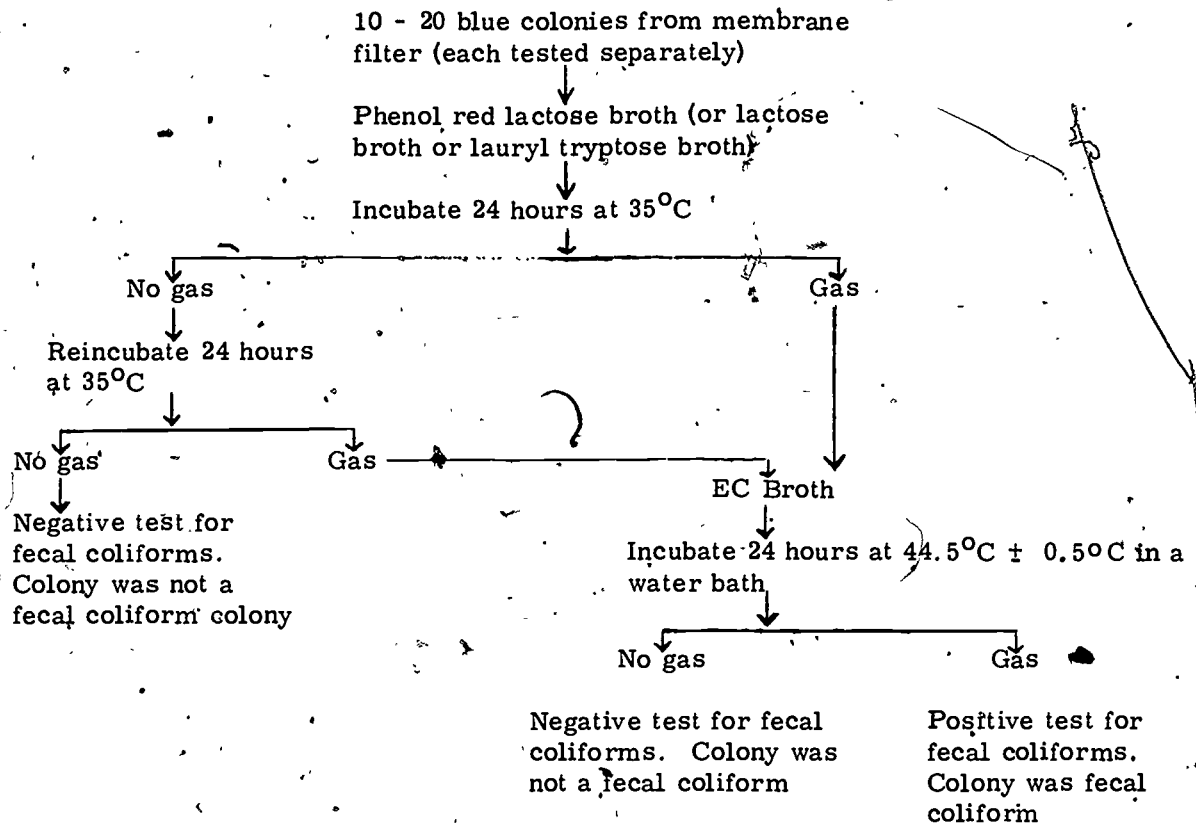 10 - 20 blue colonies from membrane
filter (each tested separately)
Phenol red lactose broth (or lactose
broth or lauryl tryptose broth)
Incubate 24 hours at 35°C
No gas
Gas
Reincubate 24 hours
at 35°C
No gas
Gas
EC Broth
Negative test for
fecal coliforms.
Colony was not a
fecal coliform colony
Incubate 24 hours at 44.5°C ± 0.5°C in a
water bath
No gas
Gas
Negative test for fecal
coliforms. Colony was
not a fecal coliform
Positive test for
fecal coliforms.
Colony was fecal
coliform